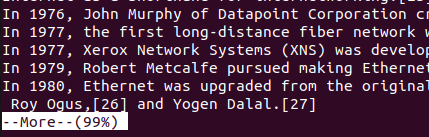 In 1976, John Murphy of Datapoint Corporation cr
In 1977, the first long-distance fiber network w
In 1977, Xerox Network Systems (XNS) was develop
In 1979, Robert Metcalfe pursued making Ethernet
In 1980, Ethernet was upgraded from the original
 Roy Ogus,[26] and Yogen Dalal.[27]
--More--(99%)